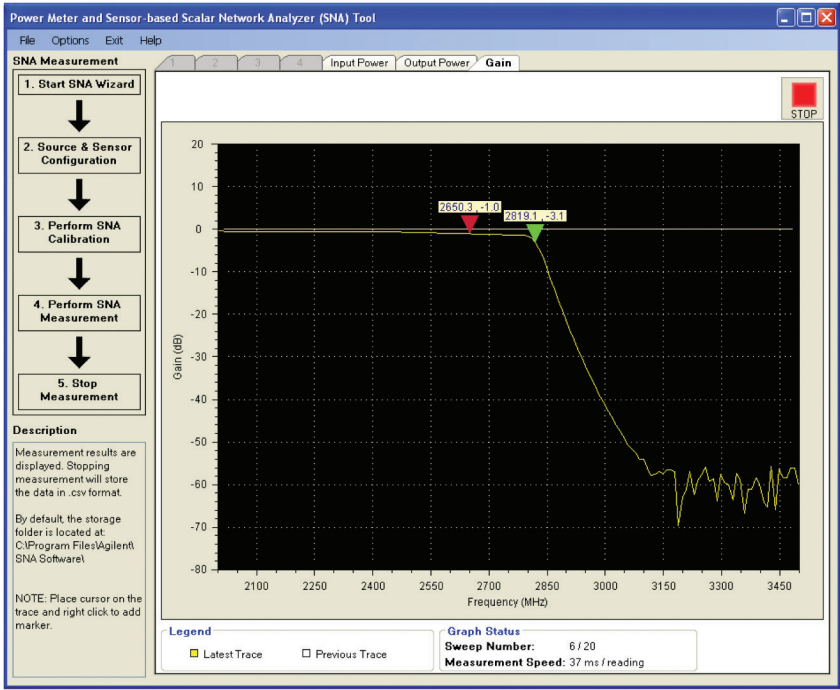 Power Meter and Sensor-based Scalar Network Analyzer (SNA) Tool
File Options Exit Help
SNA Measurement
1. Start SNA Wizard
2. Source & Sensor
Configuration
3. Perform SNA
Calibration
4. Perform SNA
Measurement
5. Stop
Measurement
Description
Measurement results are
displayed. Stopping
measurement will store
the data in .csv format.
By default, the storage
folder is located at:
C:\Program Files\Agilent\
SNA Software\
NOTE: Place cursor on the
trace and right click to add
marker.
1 2 3 4 Input Power Output Power Gain
STOP
20
10
0
-10
-20
-30
-40
-50
-60
-70
-80
Gain (dB)
2650.3 , -1.0
2819.1 , -3.1
2100 2250 2400 2550 2700 2850 3000 3150 3300 3450
Frequency (MHz)
Legend
Latest Trace Previous Trace
Graph Status
Sweep Number: 6 / 20
Measurement Speed: 37 ms / reading